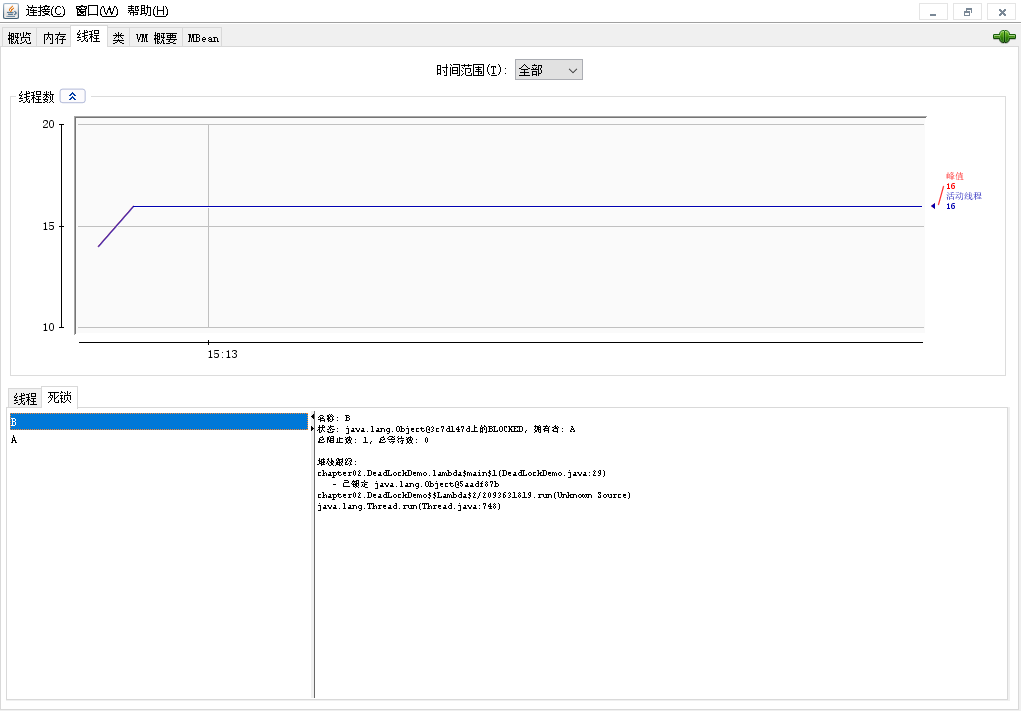 连接(C) 窗口(W) 帮助(H)
概览 内存 线程 类 VM 概要 MBean
时间范围(T): 全部
线程数
20
15
10
15:13
峰值
16
活动线程
16
线程 死锁
B
A
名称: B
状态: java.lang.Object@3c7d147d上的BLOCKED, 拥有者: A
总阻止数: 1, 总等待数: 0
堆栈跟踪:
chapter02.DeadLockDemo.lambda$main$1(DeadLockDemo.java:29)
- 已锁定 java.lang.Object@5aadf87b
chapter02.DeadLockDemo$$Lambda$2/2093631819.run(Unknown Source)
java.lang.Thread.run(Thread.java:748)